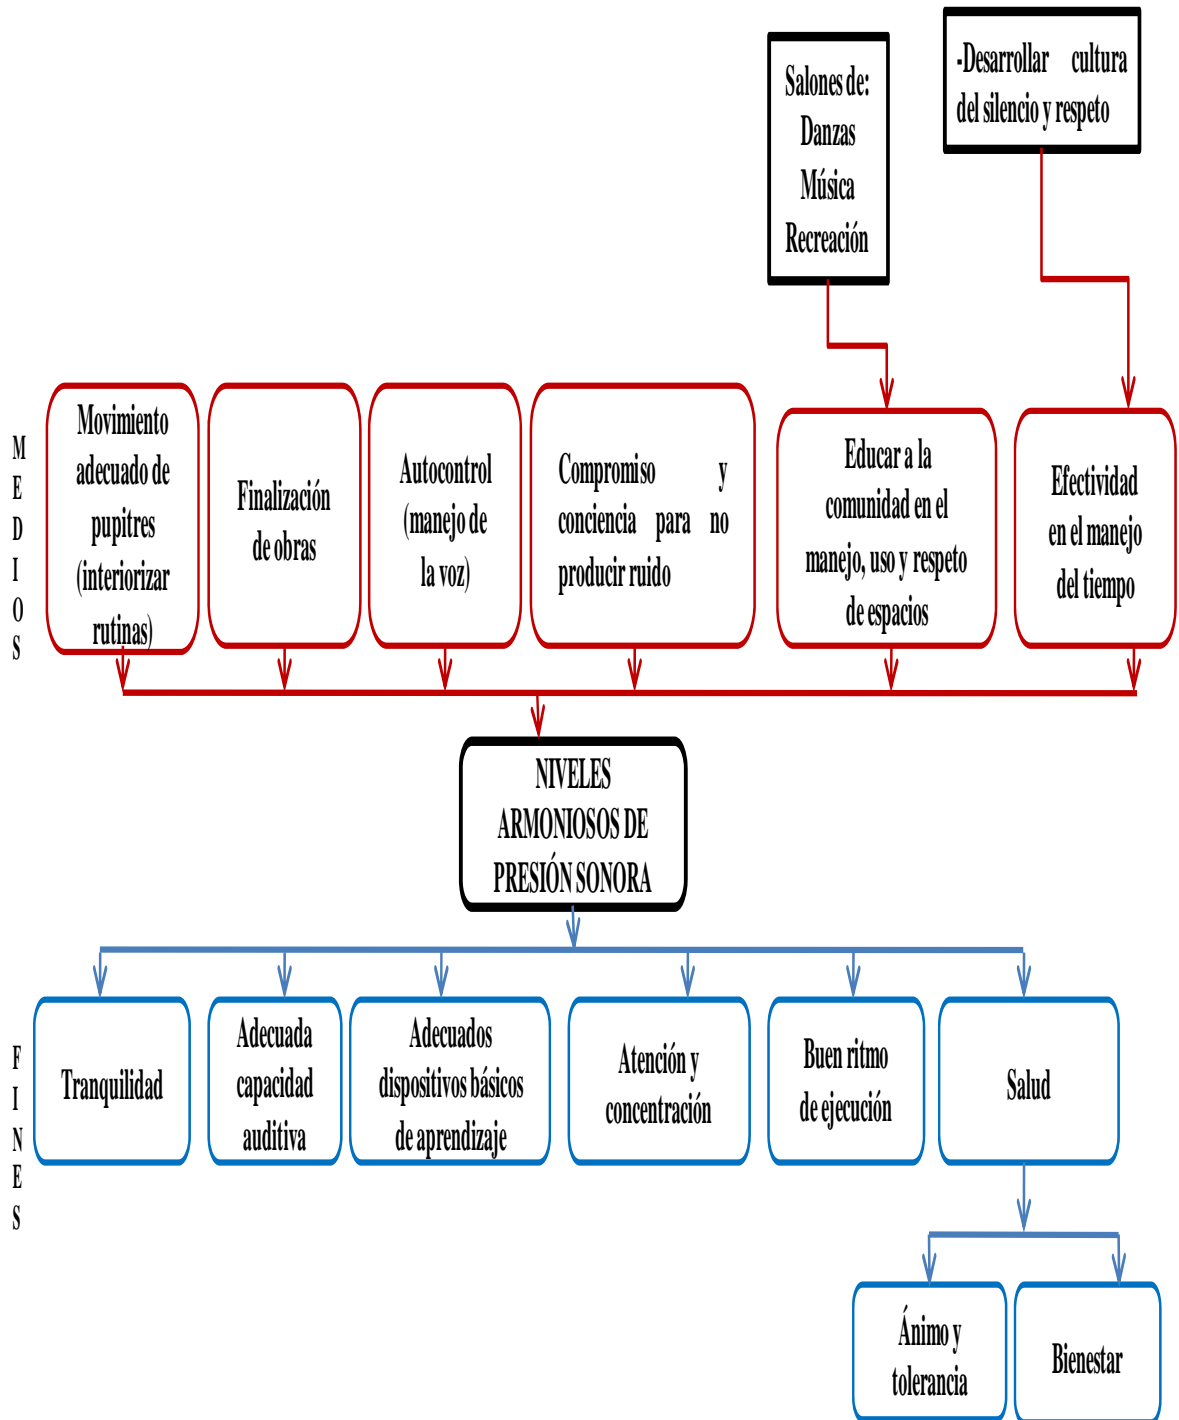 -Desarrollar cultura
del silencio y respeto
Salones de:
Danzas
Música
Recreación
MEDIOS
Movimiento
adecuado de
pupitres
(interiorizar
rutinas)
Finalización
de obras
Autocontrol
(manejo de
la voz)
Compromiso y
conciencia para no
producir ruido
Educar a la
comunidad en el
manejo, uso y respeto
de espacios
Efectividad
en el manejo
del tiempo
NIVELES
ARMONIOSOS DE
PRESIÓN SONORA
FINES
Tranquilidad
Adecuada
capacidad
auditiva
Adecuados
dispositivos básicos
de aprendizaje
Atención y
concentración
Buen ritmo
de ejecución
Salud
Ánimo y
tolerancia
Bienestar